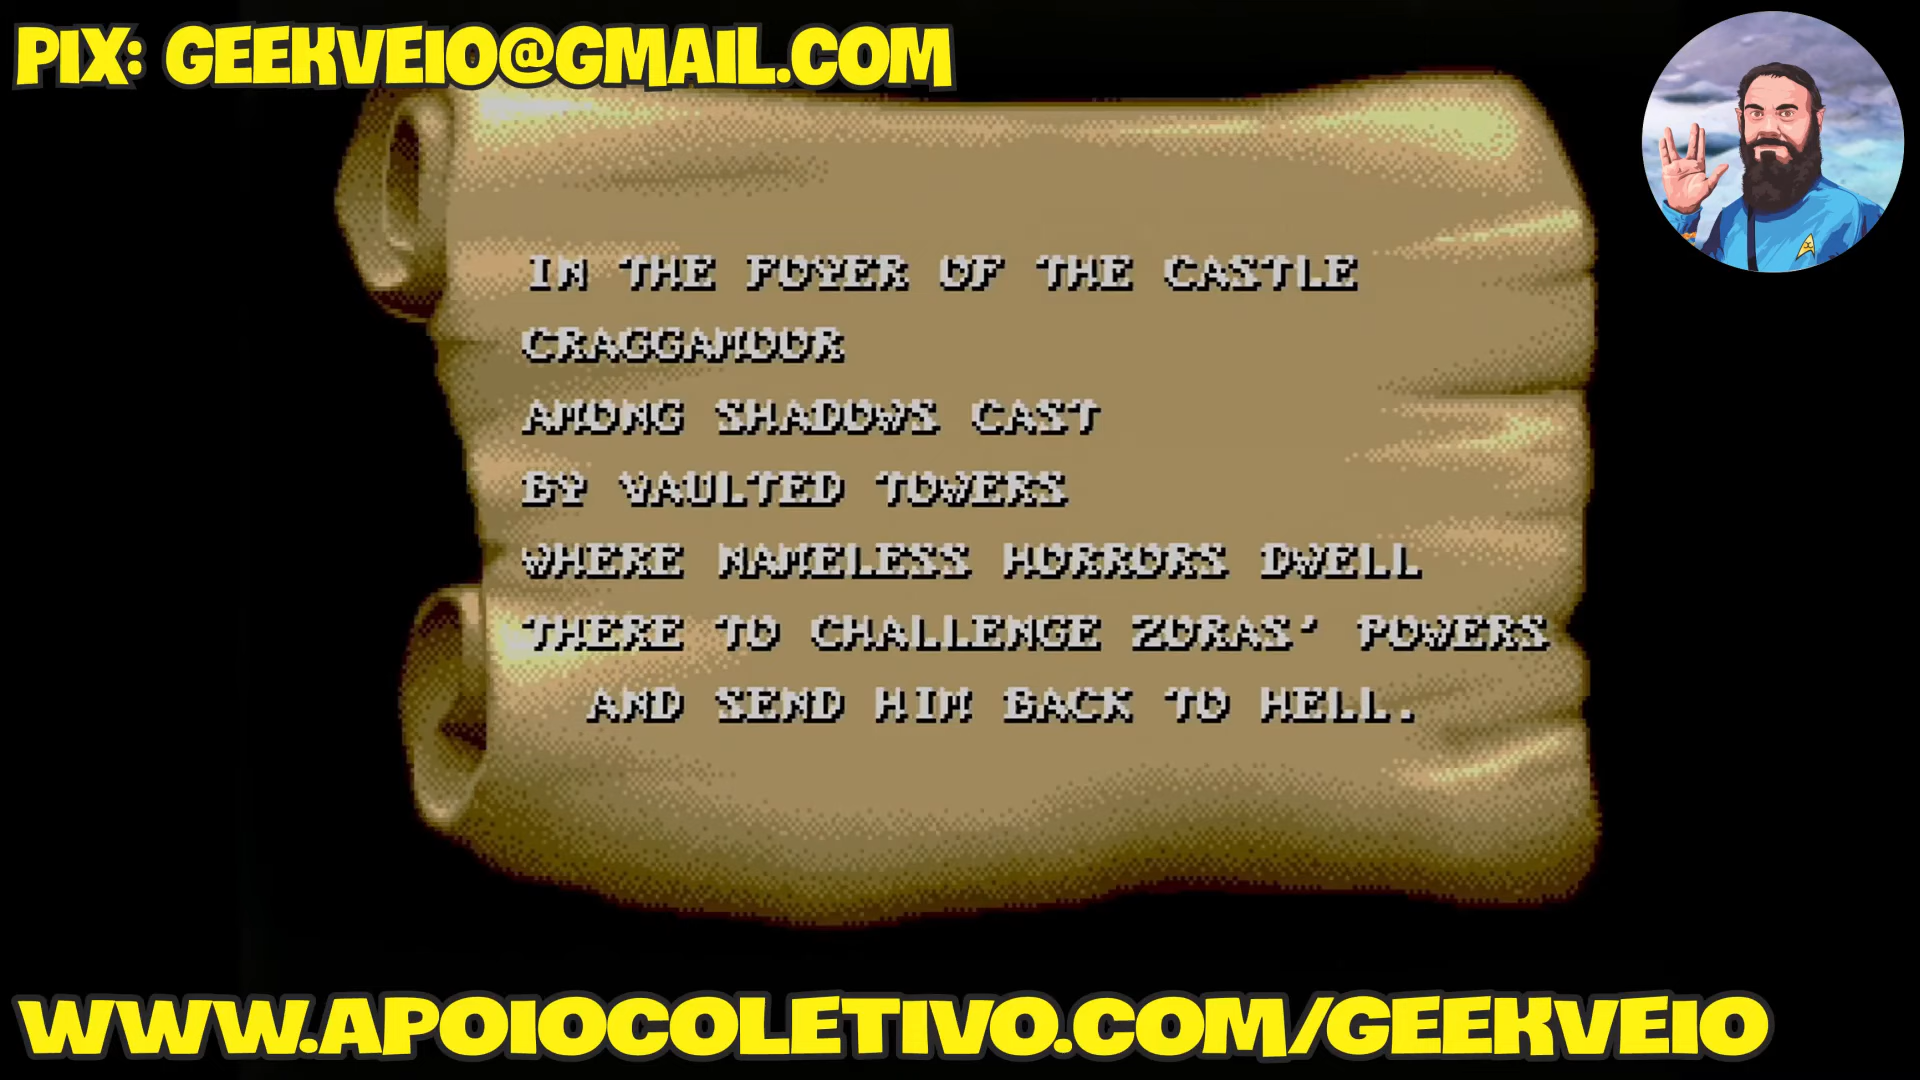 PIX: GEEKVEIO@GMAIL.COM
IN THE FOYER OF THE CASTLE
CRAGGAMOOR
AMONG SHADOWS CAST
BY VAULTED TOWERS
WHERE NAMELESS HORRORS DWELL
THERE TO CHALLENGE ZORAS' POWERS
AND SEND HIM BACK TO HELL.
WWW.APOIOCOLETIVO.COM/GEEKVEIO